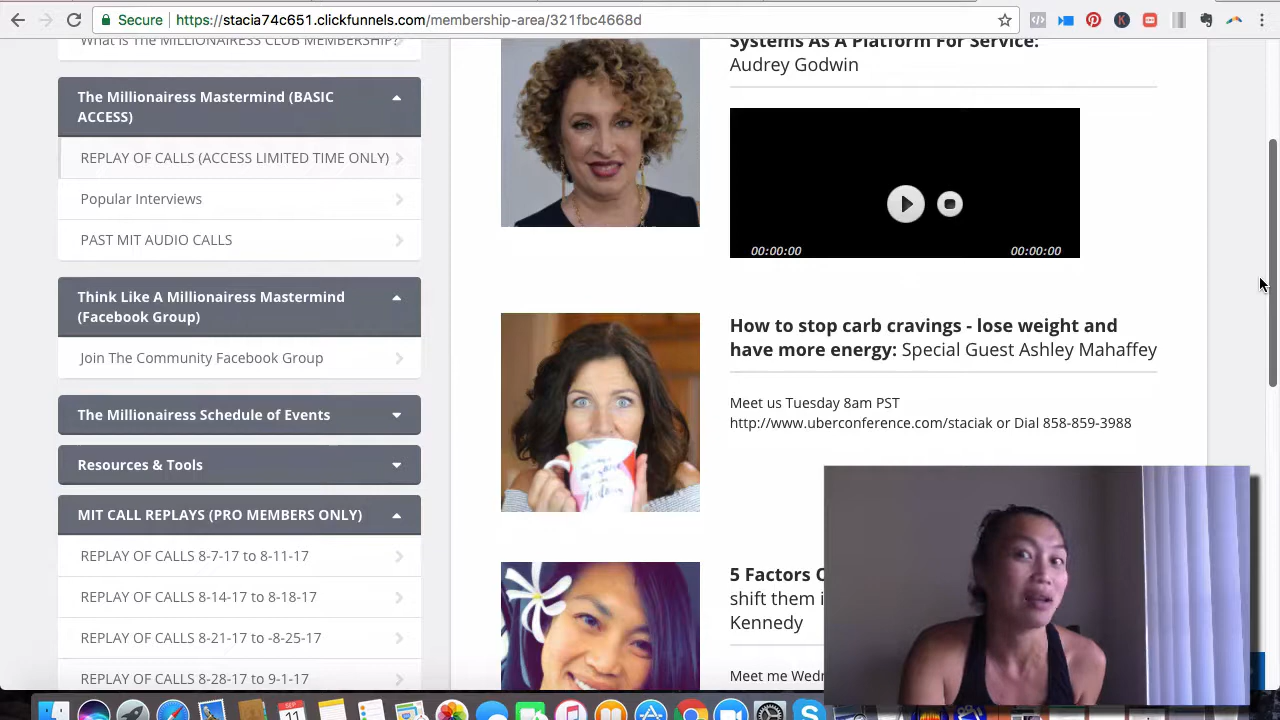 Secure
https://stacia74c651.clickfunnels.com/membership-area/321fbc4668d
What is The MILLIONAIRESS CLUB MEMBERSHIP?
The Millionairess Mastermind (BASIC
ACCESS)
REPLAY OF CALLS (ACCESS LIMITED TIME ONLY)
Popular Interviews
PAST MIT AUDIO CALLS
Think Like A Millionairess Mastermind
(Facebook Group)
Join The Community Facebook Group
The Millionairess Schedule of Events
Resources & Tools
MIT CALL REPLAYS (PRO MEMBERS ONLY)
REPLAY OF CALLS 8-7-17 to 8-11-17
REPLAY OF CALLS 8-14-17 to 8-18-17
REPLAY OF CALLS 8-21-17 to -8-25-17
REPLAY OF CALLS 8-28-17 to 9-1-17
Systems As A Platform For Service:
Audrey Godwin
00:00:00 00:00:00
How to stop carb cravings - lose weight and
have more energy: Special Guest Ashley Mahaffey
Meet us Tuesday 8am PST
http://www.uberconference.com/staciak or Dial 858-859-3988
5 Factors
shift them
Kennedy
Meet me